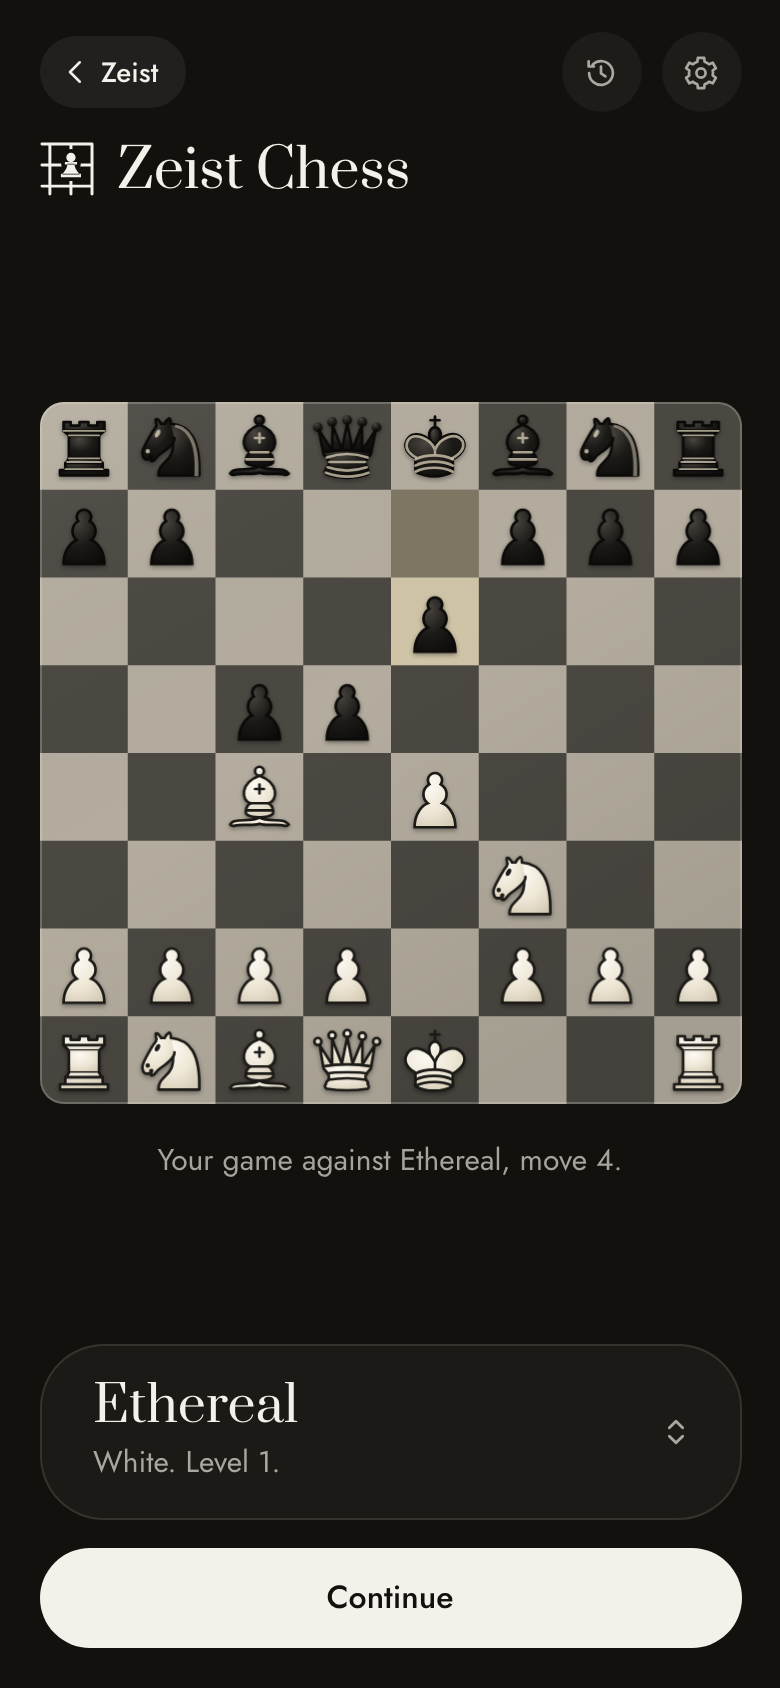 Zeist
Zeist Chess
Your game against Ethereal, move 4.
Ethereal
White. Level 1.
Continue